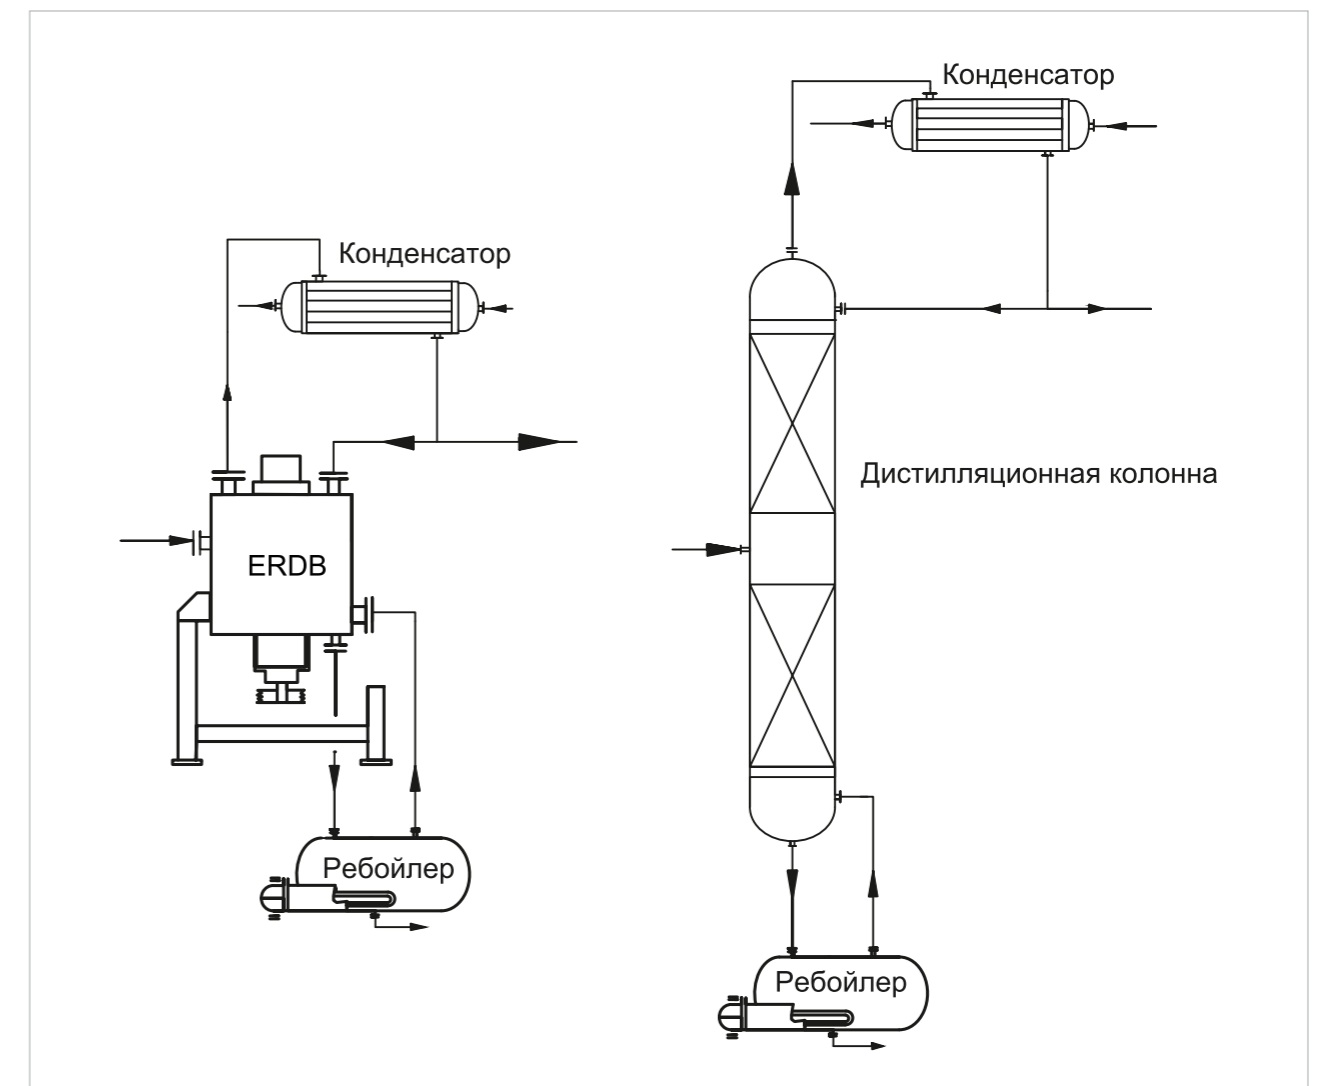 Конденсатор
Конденсатор
Дистилляционная колонна
ERDB
Ребойлер
Ребойлер